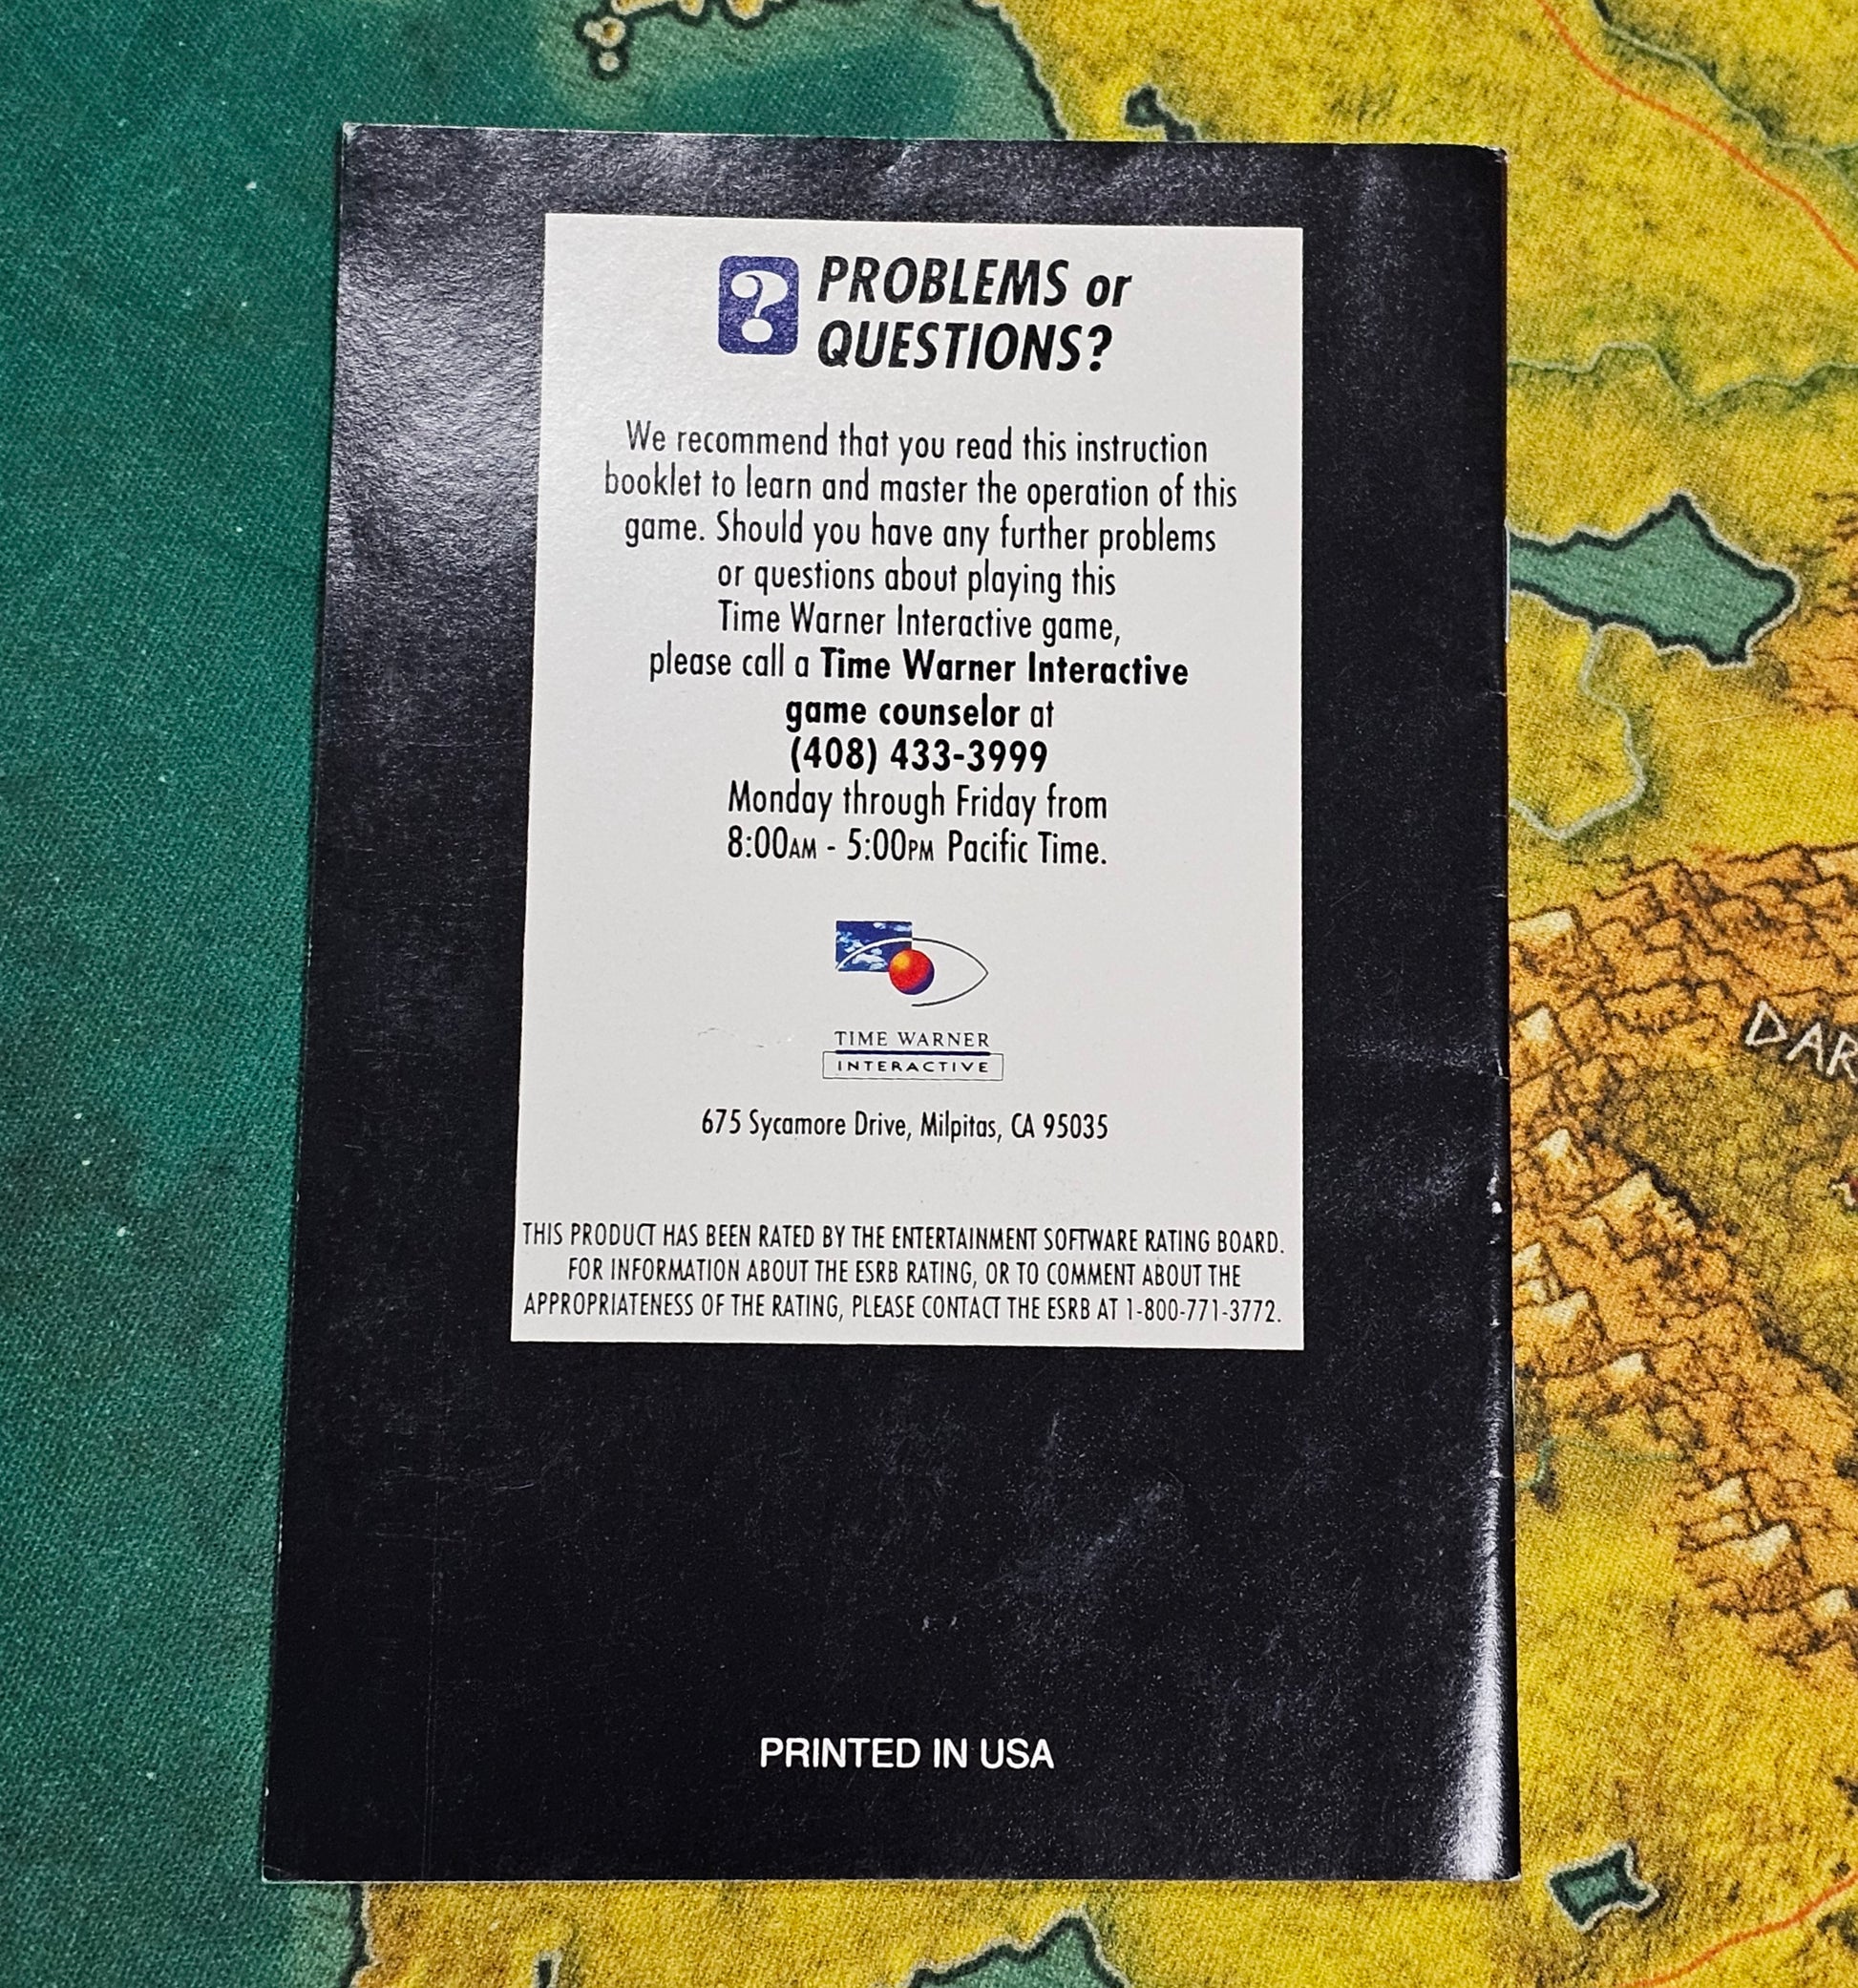 ?
PROBLEMS or
QUESTIONS?
We recommend that you read this instruction
booklet to learn and master the operation of this
game. Should you have any further problems
or questions about playing this
Time Warner Interactive game,
please call a Time Warner Interactive
game counselor at
(408) 433-3999
Monday through Friday from
8:00AM - 5:00PM Pacific Time.
TIME WARNER
INTERACTIVE
675 Sycamore Drive, Milpitas, CA 95035
THIS PRODUCT HAS BEEN RATED BY THE ENTERTAINMENT SOFTWARE RATING BOARD.
FOR INFORMATION ABOUT THE ESRB RATING, OR TO COMMENT ABOUT THE
APPROPRIATENESS OF THE RATING, PLEASE CONTACT THE ESRB AT 1-800-771-3772.
PRINTED IN USA
DAR